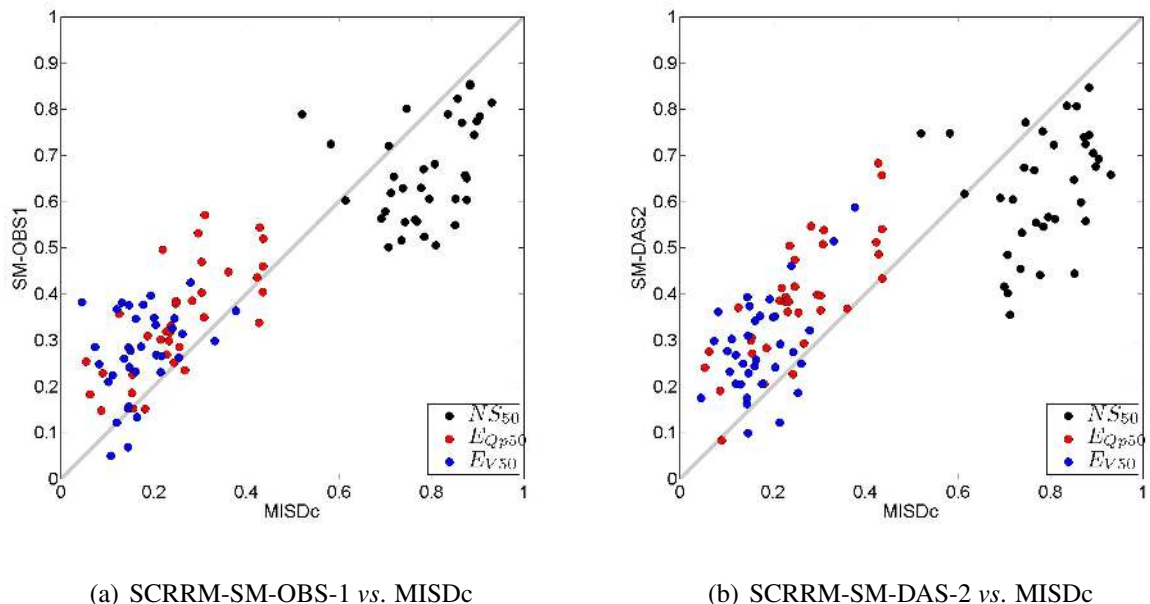 1
0.9
0.8
0.7
0.6
0.5
0.4
0.3
0.2
0.1
0
SM-OBS1
0 0.2 0.4 0.6 0.8 1
MISDc
NS50
EQp50
EV50
1
0.9
0.8
0.7
0.6
0.5
0.4
0.3
0.2
0.1
0
SM-DAS2
0 0.2 0.4 0.6 0.8 1
MISDc
NS50
EQp50
EV50
(a) SCRRM-SM-OBS-1 vs. MISDc
(b) SCRRM-SM-DAS-2 vs. MISDc